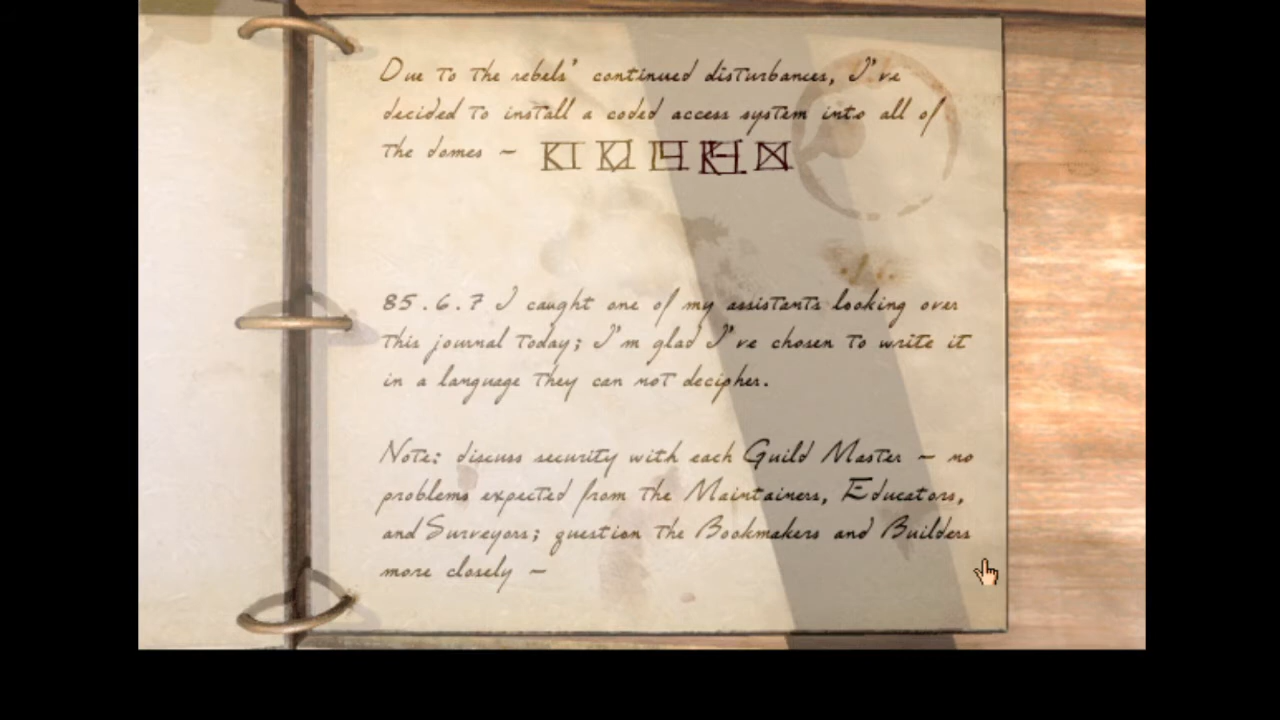 Due to the rebels' continued disturbances, I've
decided to install a coded access system into all of
the domes –
85.6.7 I caught one of my assistants looking over
this journal today; I'm glad I've chosen to write it
in a language they can not decipher.
Note: discuss security with each Guild Master – no
problems expected from the Maintainers, Educators,
and Surveyors; question the Bookmakers and Builders
more closely –